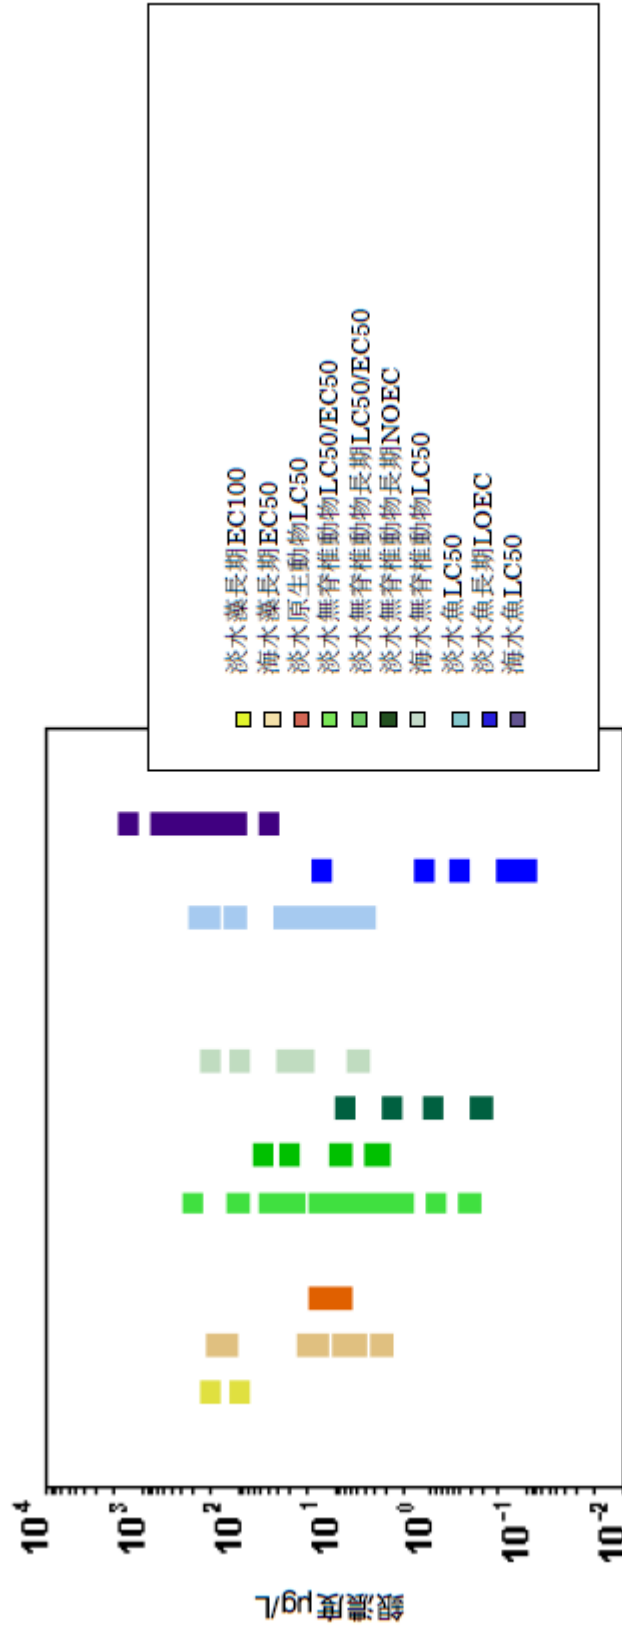 銀濃度 µg/L
10⁴
10³
10²
10¹
10⁰
10⁻¹
10⁻²
淡水藻長期EC100
海水藻長期EC50
淡水原生動物LC50
淡水無脊椎動物LC50/EC50
淡水無脊椎動物長期LC50/EC50
淡水無脊椎動物長期NOEC
海水無脊椎動物LC50
淡水魚LC50
淡水魚長期LOEC
海水魚LC50